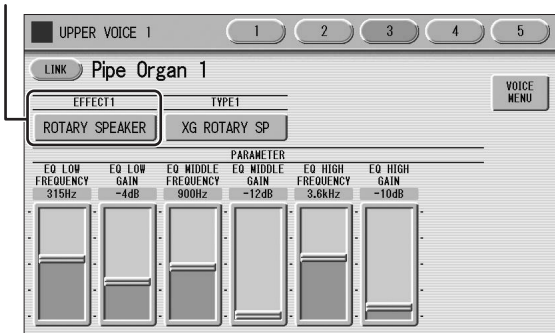 UPPER VOICE 1 1 2 3 4 5
LINK Pipe Organ 1
VOICE MENU
EFFECT1 TYPE1
ROTARY SPEAKER XG ROTARY SP
PARAMETER
EQ LOW FREQUENCY EQ LOW GAIN EQ MIDDLE FREQUENCY EQ MIDDLE GAIN EQ HIGH FREQUENCY EQ HIGH GAIN
315Hz -4dB 900Hz -12dB 3.6kHz -10dB